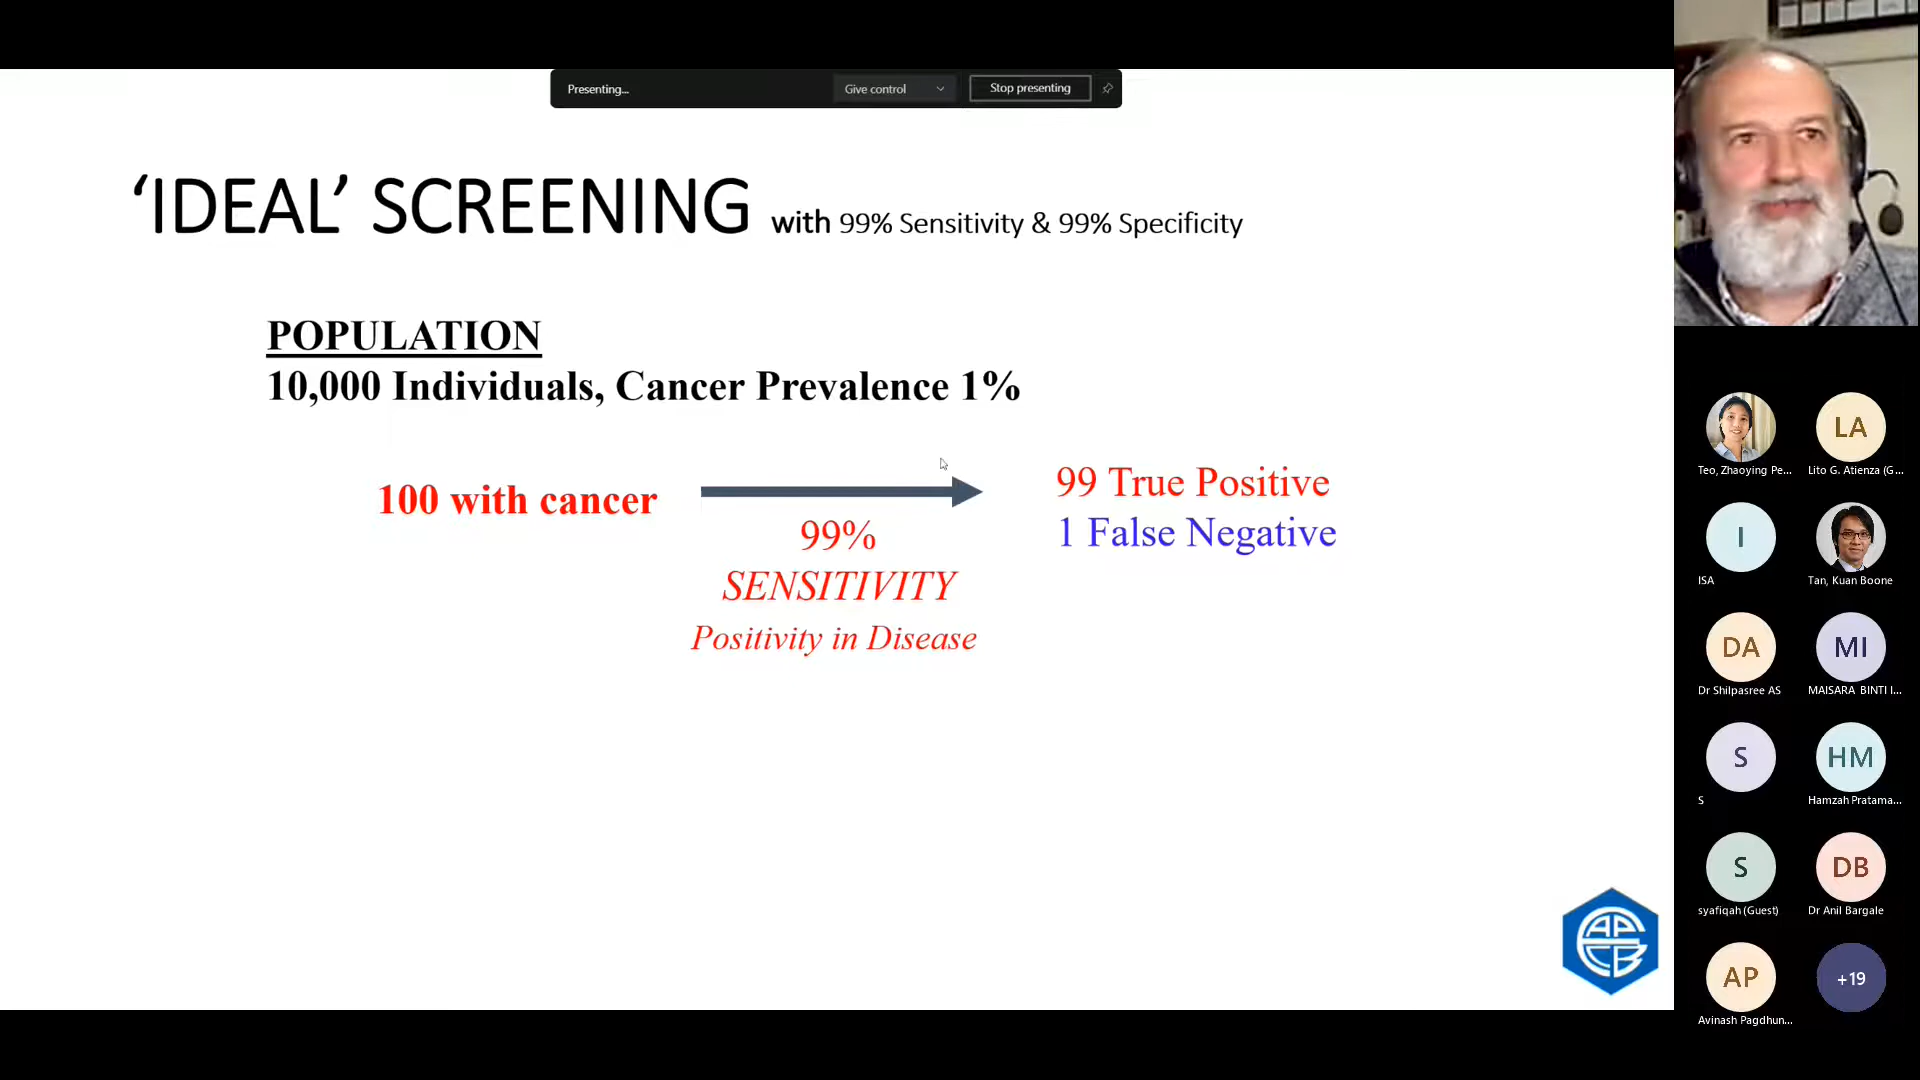 Presenting...
Give control
Stop presenting
‘IDEAL’ SCREENING with 99% Sensitivity & 99% Specificity
POPULATION
10,000 Individuals, Cancer Prevalence 1%
100 with cancer
99%
SENSITIVITY
Positivity in Disease
99 True Positive
1 False Negative
APFCB
Teo, Zhaoying Pe...
LA
Lito G. Atienza (G...
I
ISA
Tan, Kuan Boone
DA
Dr Shilpasree AS
MI
MAISARA BINTI I...
S
S
HM
Hamzah Pratama...
S
syafiqah (Guest)
DB
Dr Anil Bargale
AP
Avinash Pagdhun...
+19